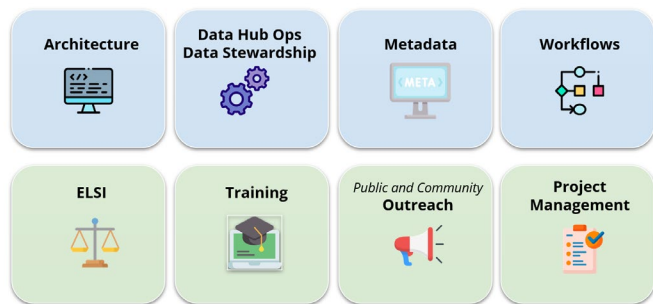 Architecture
Data Hub Ops
Data Stewardship
Metadata
Workflows
</>
META
ELSI
Training
Public and Community
Outreach
Project
Management